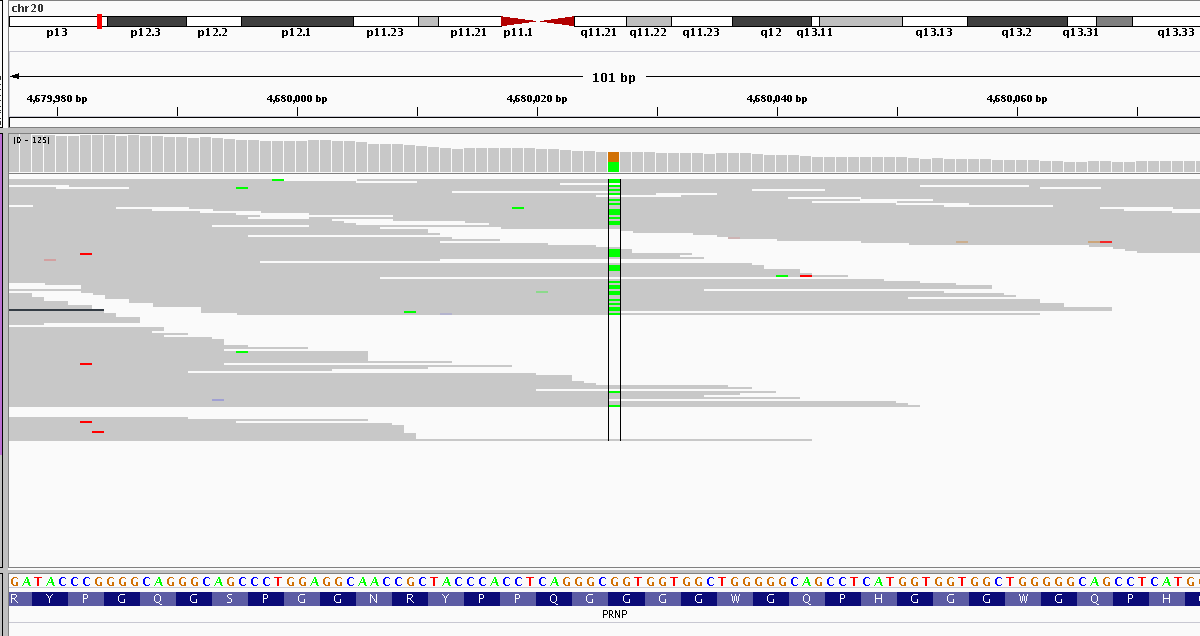 chr20
p13 p12.3 p12.2 p12.1 p11.23 p11.21 p11.1 q11.21 q11.22 q11.23 q12 q13.11 q13.13 q13.2 q13.31 q13.33
101 bp
4,679,980 bp 4,680,000 bp 4,680,020 bp 4,680,040 bp 4,680,060 bp
[0 - 125]
G A T A C C C G G G G C A G G G C A G C C C T G G A G G C A A C C G C T A C C C A C C T C A G G G C G G T G G T G G C T G G G G G C A G C C T C A T G G T G G T G G C T G G G G G C A G C C T C A T G
R Y P G Q G S P G G N R Y P P Q G G G G W G Q P H G G G W G Q P H
PRNP